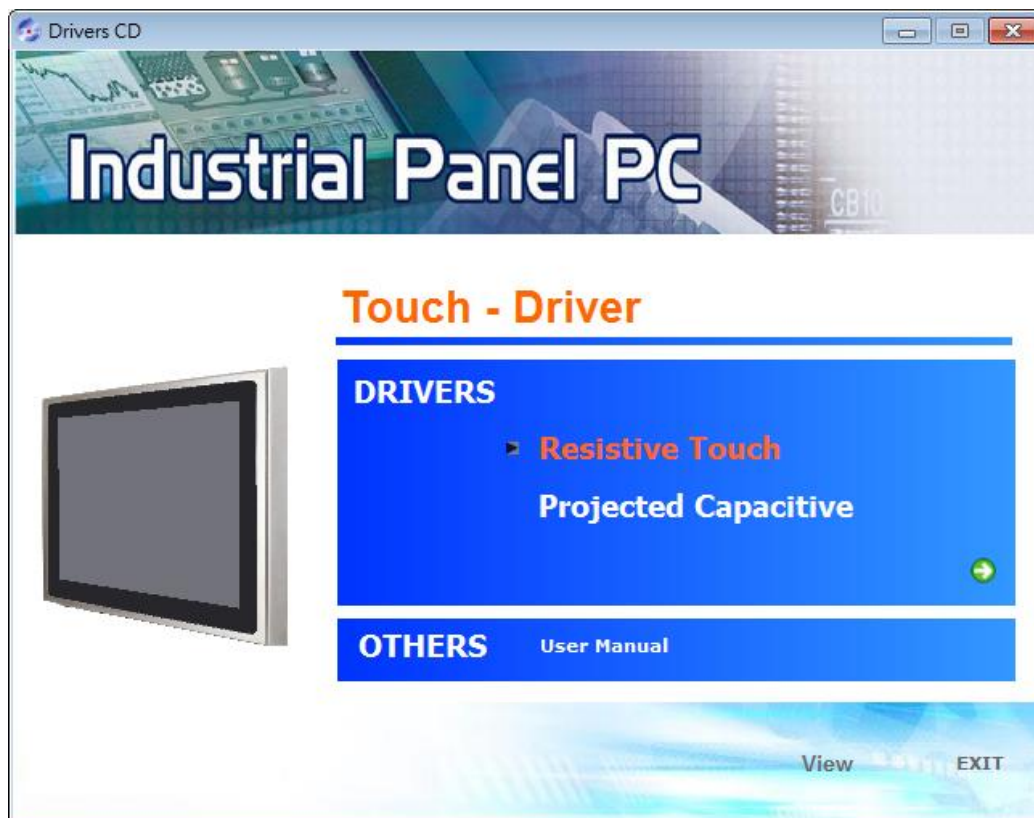 Drivers CD
Industrial Panel PC
CB10
Touch - Driver
DRIVERS
Resistive Touch
Projected Capacitive
OTHERS User Manual
View EXIT